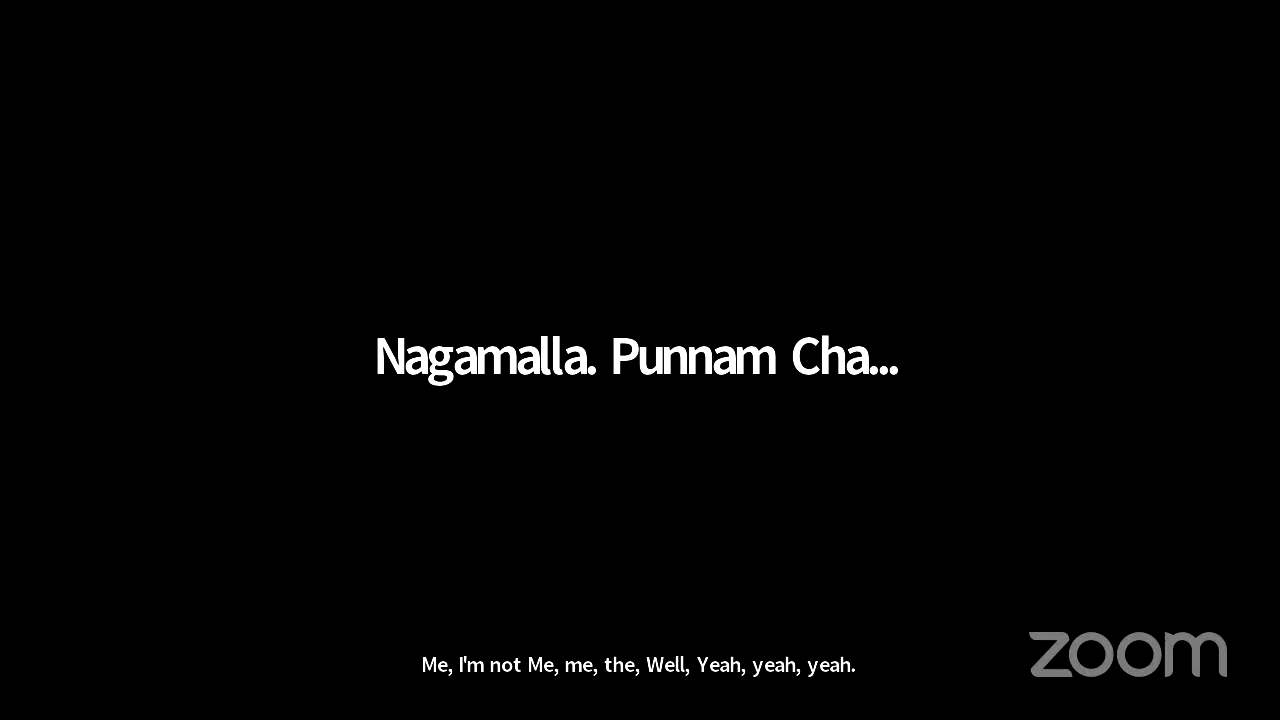 Nagamalla. Punnam Cha...
Me, I'm not Me, me, the, Well, Yeah, yeah, yeah.
zoom